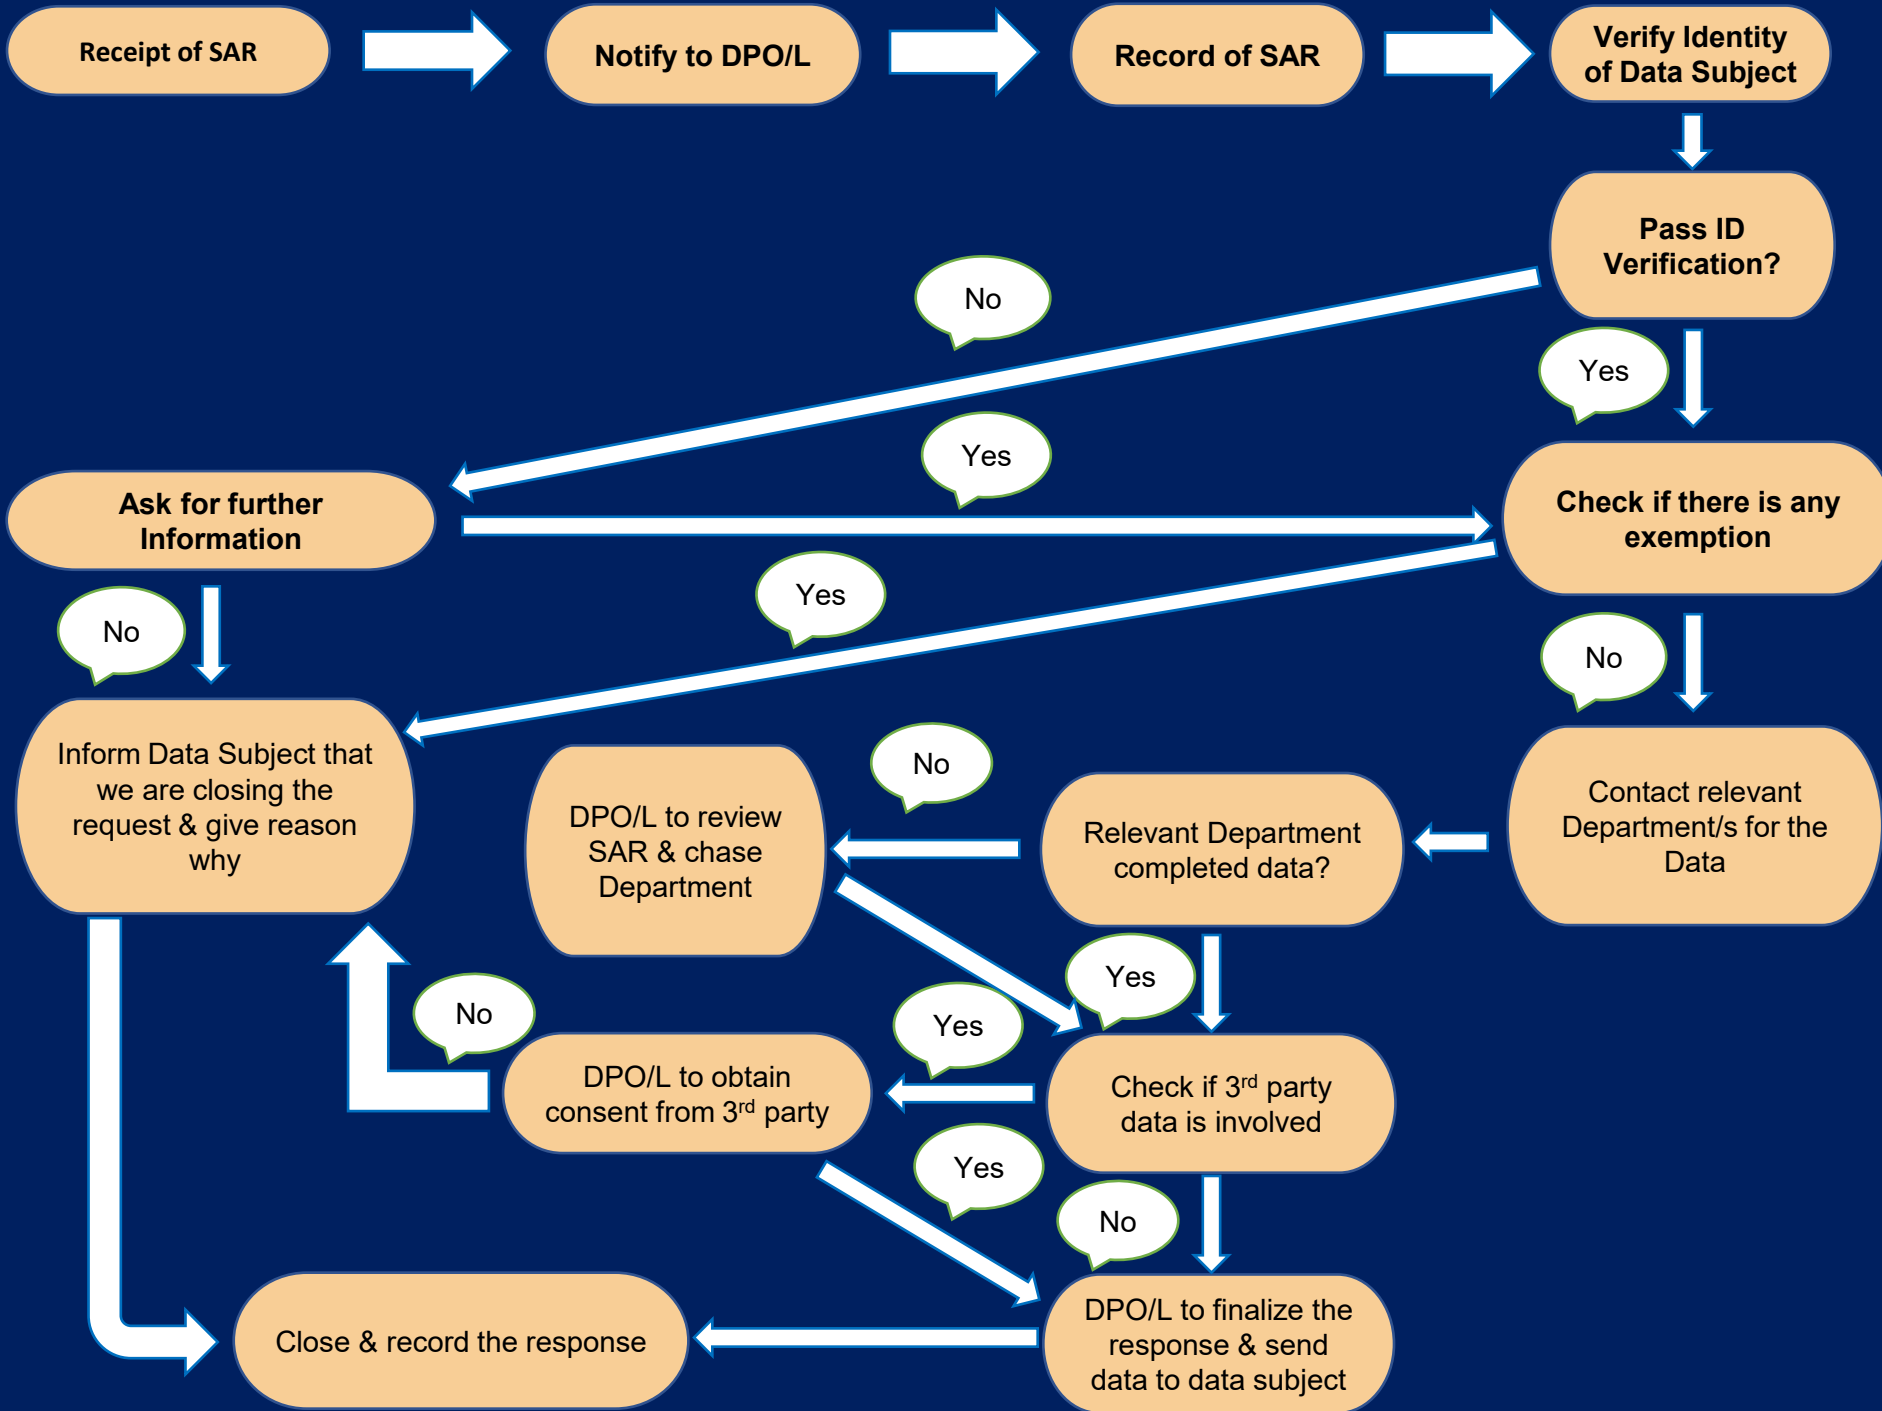 Receipt of SAR
Notify to DPO/L
Record of SAR
Verify Identity
of Data Subject
Pass ID
Verification?
No
Yes
Yes
Ask for further
Information
Check if there is any
exemption
Yes
No
No
Inform Data Subject that
we are closing the
request & give reason
why
DPO/L to review
SAR & chase
Department
No
Relevant Department
completed data?
Contact relevant
Department/s for the
Data
Yes
Yes
No
DPO/L to obtain
consent from 3rd party
Check if 3rd party
data is involved
Yes
No
Close & record the response
DPO/L to finalize the
response & send
data to data subject